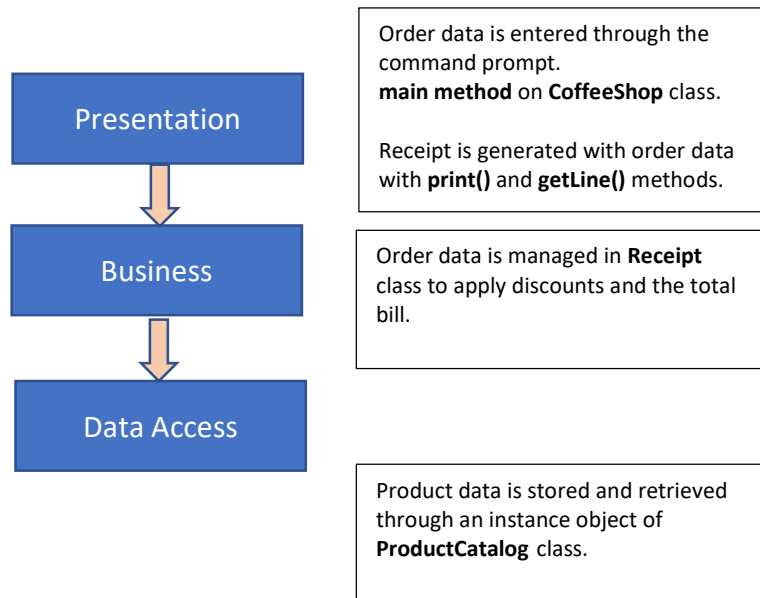 Presentation
Order data is entered through the
command prompt.
main method on CoffeeShop class.
Receipt is generated with order data
with print() and getLine() methods.
Business
Order data is managed in Receipt
class to apply discounts and the total
bill.
Data Access
Product data is stored and retrieved
through an instance object of
ProductCatalog class.